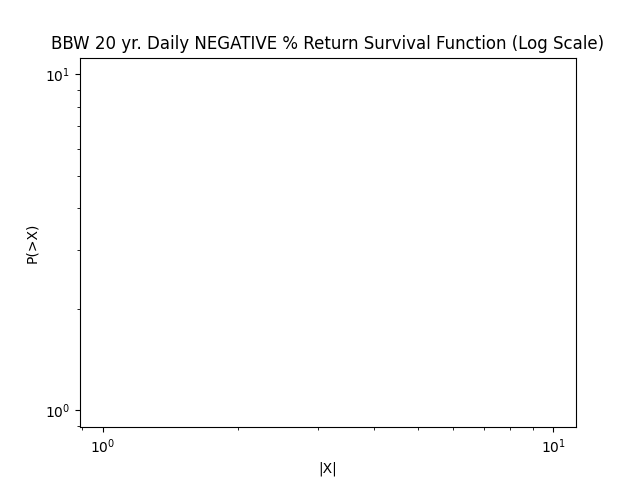 BBW 20 yr. Daily NEGATIVE % Return Survival Function (Log Scale)
10¹
P(>X)
10⁰
10⁰ 10¹
|X|